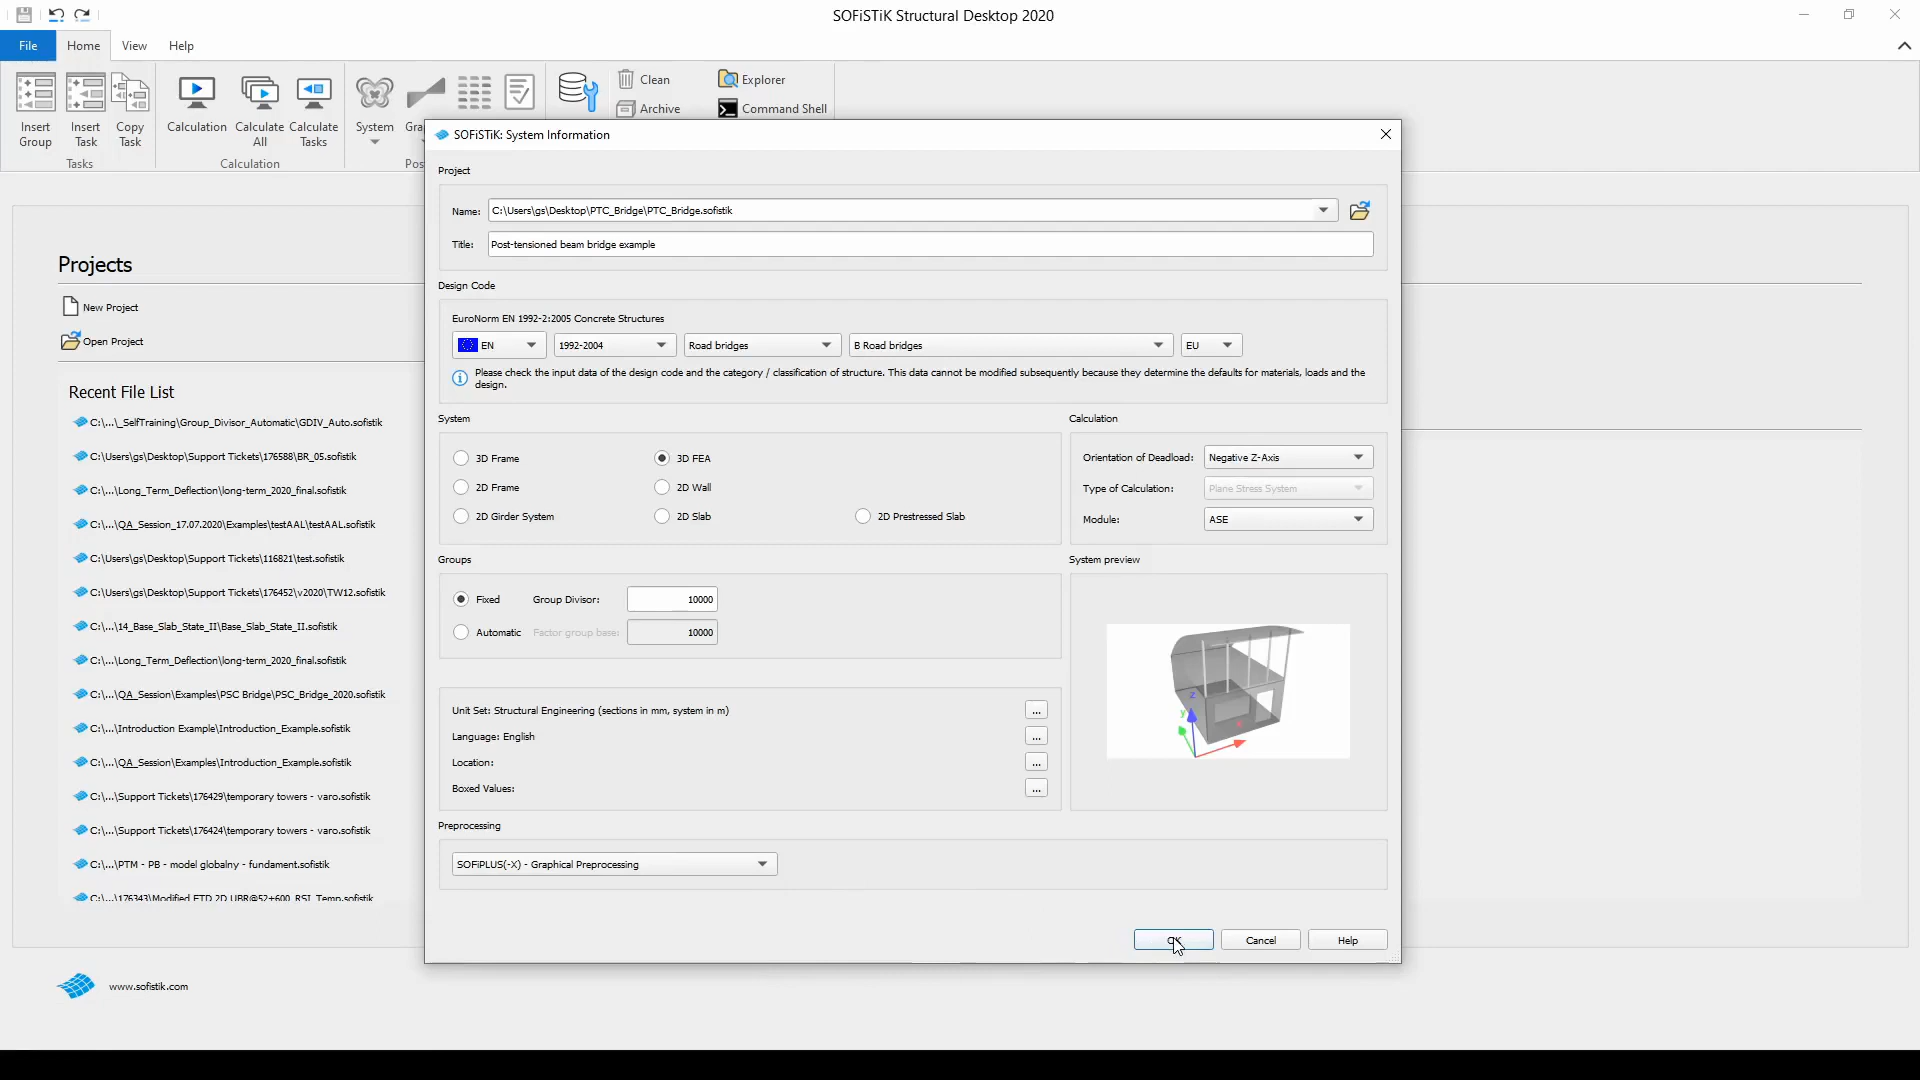 SOFiSTiK Structural Desktop 2020
File Home View Help
Clean Explorer
Archive Command Shell
Insert Group
Insert Task
Copy Task
Calculation
Calculate All
Calculate Tasks
System
Tasks
Calculation
SOFiSTiK: System Information
Project
Name: C:\Users\gs\Desktop\PTC_Bridge\PTC_Bridge.sofistik
Title: Post-tensioned beam bridge example
Design Code
EuroNorm EN 1992-2:2005 Concrete Structures
EN 1992-2004 Road bridges B Road bridges EU
Please check the input data of the design code and the category / classification of structure. This data cannot be modified subsequently because they determine the defaults for materials, loads and the
design.
System
3D Frame 3D FEA
2D Frame 2D Wall
2D Girder System 2D Slab 2D Prestressed Slab
Calculation
Orientation of Deadload: Negative Z-Axis
Type of Calculation: Plane Stress System
Module: ASE
Groups
Fixed Group Divisor: 10000
Automatic Factor group base: 10000
System preview
z
y
x
Unit Set: Structural Engineering (sections in mm, system in m) ...
Language: English ...
Location: ...
Boxed Values: ...
Preprocessing
SOFiPLUS(-X) - Graphical Preprocessing
OK Cancel Help
Projects
New Project
Open Project
Recent File List
C:\...\_SelfTraining\Group_Divisor_Automatic\GDIV_Auto.sofistik
C:\Users\gs\Desktop\Support Tickets\176588\BR_05.sofistik
C:\...\Long_Term_Deflection\long-term_2020_final.sofistik
C:\...\QA_Session_17.07.2020\Examples\testAAL\testAAL.sofistik
C:\Users\gs\Desktop\Support Tickets\116821\test.sofistik
C:\Users\gs\Desktop\Support Tickets\176452\v2020\TW12.sofistik
C:\...\14_Base_Slab_State_II\Base_Slab_State_II.sofistik
C:\...\Long_Term_Deflection\long-term_2020_final.sofistik
C:\...\QA_Session\Examples\PSC Bridge\PSC_Bridge_2020.sofistik
C:\...\Introduction Example\Introduction_Example.sofistik
C:\...\QA_Session\Examples\Introduction_Example.sofistik
C:\...\Support Tickets\176429\temporary towers - varo.sofistik
C:\...\Support Tickets\176424\temporary towers - varo.sofistik
C:\...\PTM - PB - model globalny - fundament.sofistik
C:\...\176343\Modified ETD 2D UBR@52+600_RSI_Temp.sofistik
www.sofistik.com